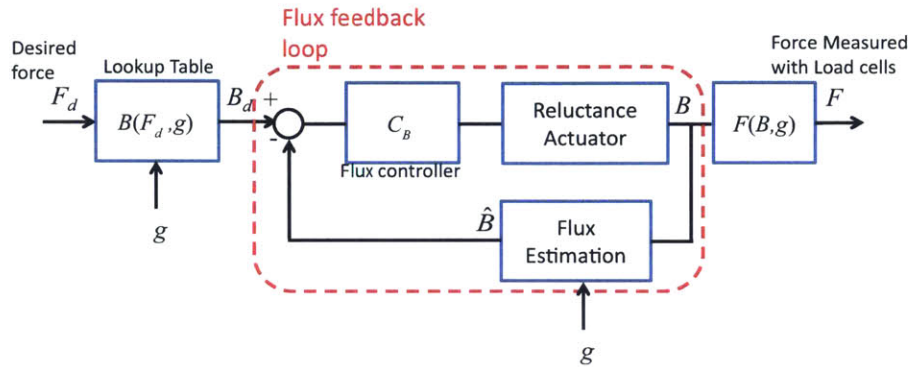 Flux feedback
loop
Desired
force
Lookup Table
Force Measured
with Load cells
F_d
B(F_d,g)
B_d
+
-
C_B
Flux controller
Reluctance
Actuator
B
F(B,g)
F
g
B̂
Flux
Estimation
g